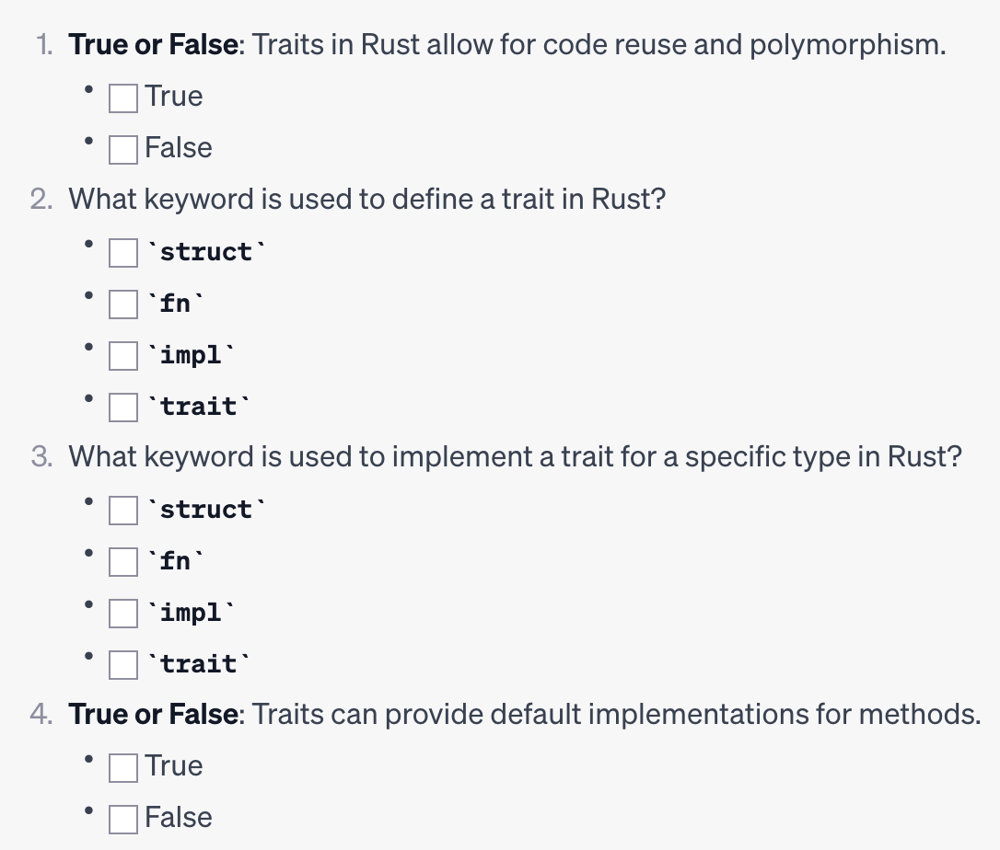 1. True or False: Traits in Rust allow for code reuse and polymorphism.
• True
• False
2. What keyword is used to define a trait in Rust?
• `struct`
• `fn`
• `impl`
• `trait`
3. What keyword is used to implement a trait for a specific type in Rust?
• `struct`
• `fn`
• `impl`
• `trait`
4. True or False: Traits can provide default implementations for methods.
• True
• False